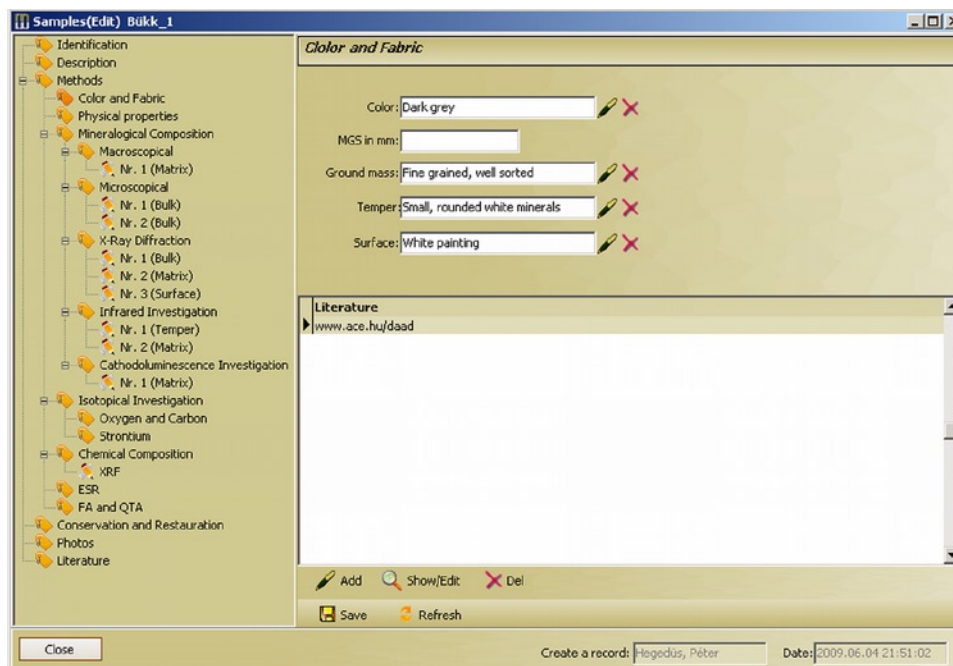 Samples(Edit) Bükk_1
Identification
Description
Methods
Color and Fabric
Physical properties
Mineralogical Composition
Macroscopical
Nr. 1 (Matrix)
Microscopical
Nr. 1 (Bulk)
Nr. 2 (Bulk)
X-Ray Diffraction
Nr. 1 (Bulk)
Nr. 2 (Matrix)
Nr. 3 (Surface)
Infrared Investigation
Nr. 1 (Temper)
Nr. 2 (Matrix)
Cathodoluminescence Investigation
Nr. 1 (Matrix)
Isotopical Investigation
Oxygen and Carbon
Strontium
Chemical Composition
XRF
ESR
FA and QTA
Conservation and Restauration
Photos
Literature
Clolor and Fabric
Color: Dark grey
MGS in mm:
Ground mass: Fine grained, well sorted
Temper: Small, rounded white minerals
Surface: White painting
Literature
www.ace.hu/daad
Add Show/Edit Del
Save Refresh
Close Create a record: Hegedüs, Péter Date: 2009.06.04 21:51:02